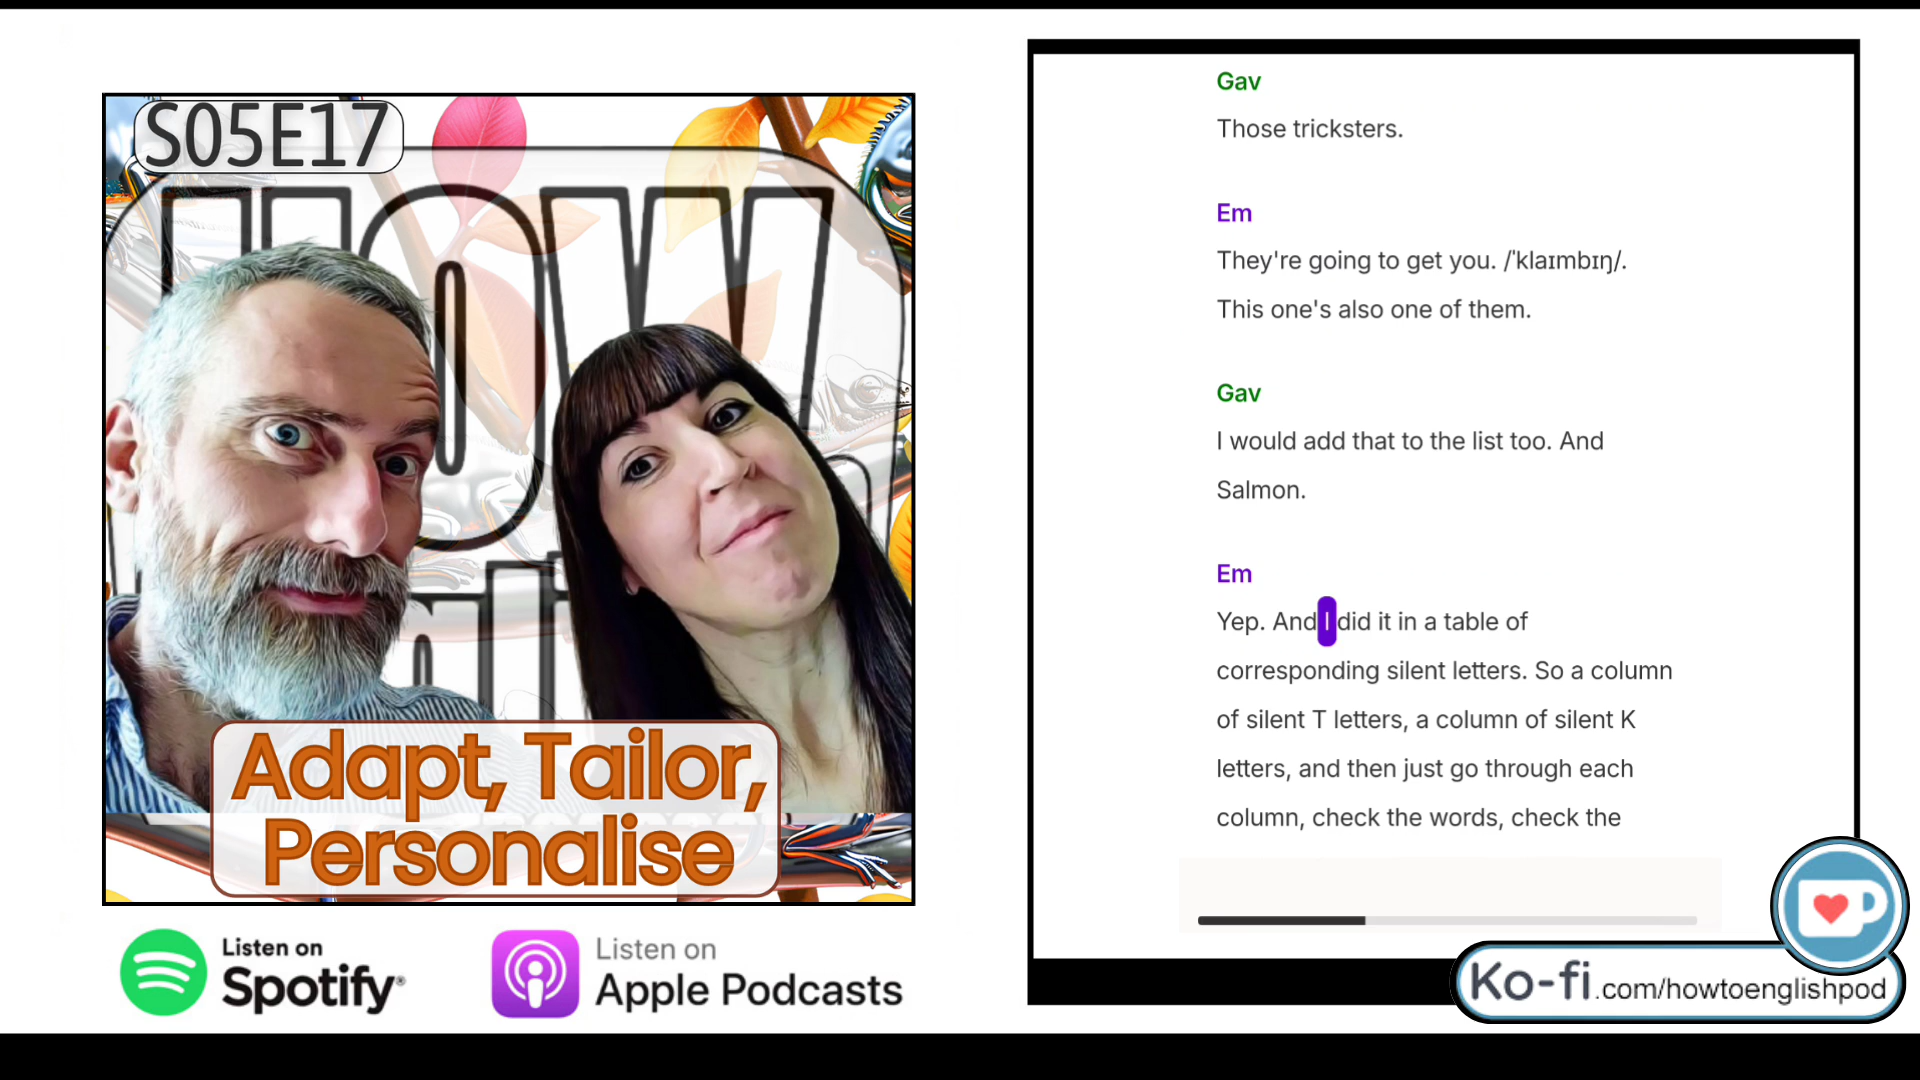 S05E17
HOW
Adapt, Tailor,
Personalise
Listen on
Spotify®
Listen on
Apple Podcasts
Gav
Those tricksters.
Em
They're going to get you. /ˈklaɪmbɪŋ/.
This one's also one of them.
Gav
I would add that to the list too. And
Salmon.
Em
Yep. And I did it in a table of
corresponding silent letters. So a column
of silent T letters, a column of silent K
letters, and then just go through each
column, check the words, check the
Ko-fi.com/howtoenglishpod